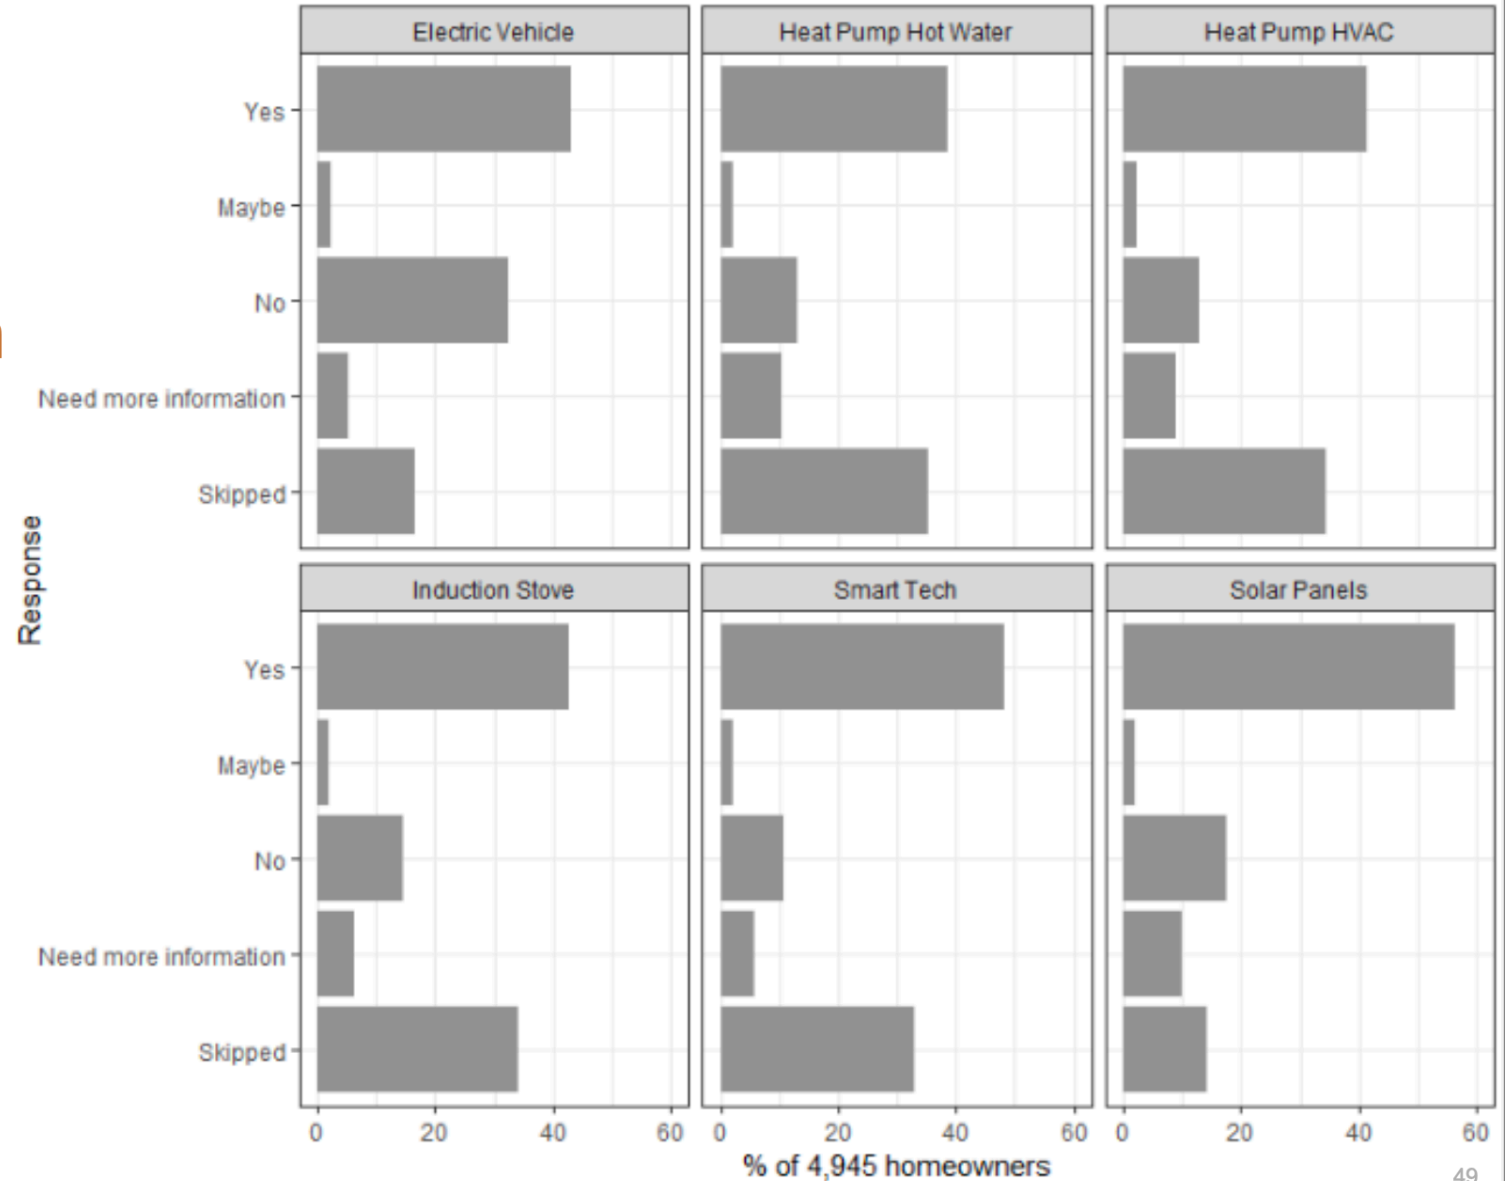 Electric Vehicle
Heat Pump Hot Water
Heat Pump HVAC
Yes
Maybe
No
Need more information
Skipped
Response
Induction Stove
Smart Tech
Solar Panels
Yes
Maybe
No
Need more information
Skipped
0 20 40 60
0 20 40 60
0 20 40 60
% of 4,945 homeowners
49